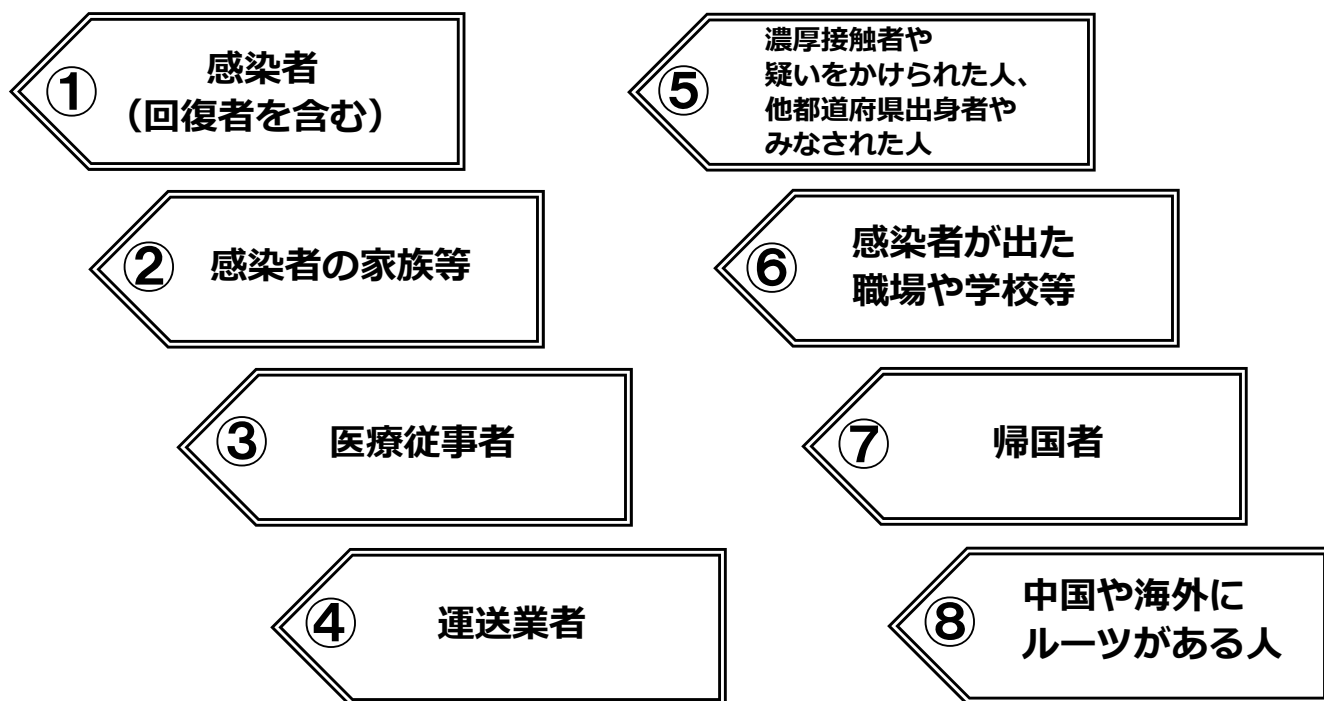 ①
感染者
（回復者を含む）
②
感染者の家族等
③
医療従事者
④
運送業者
⑤
濃厚接触者や
疑いをかけられた人、
他都道府県出身者や
みなされた人
⑥
感染者が出た
職場や学校等
⑦
帰国者
⑧
中国や海外に
ルーツがある人